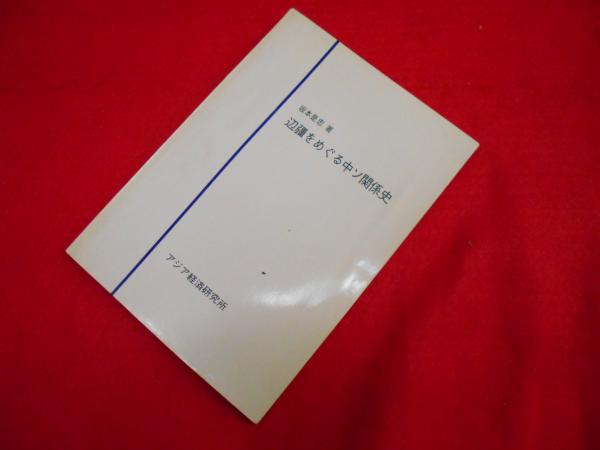 坂本是忠 著
辺疆をめぐる中ソ関係史
アジア経済研究所